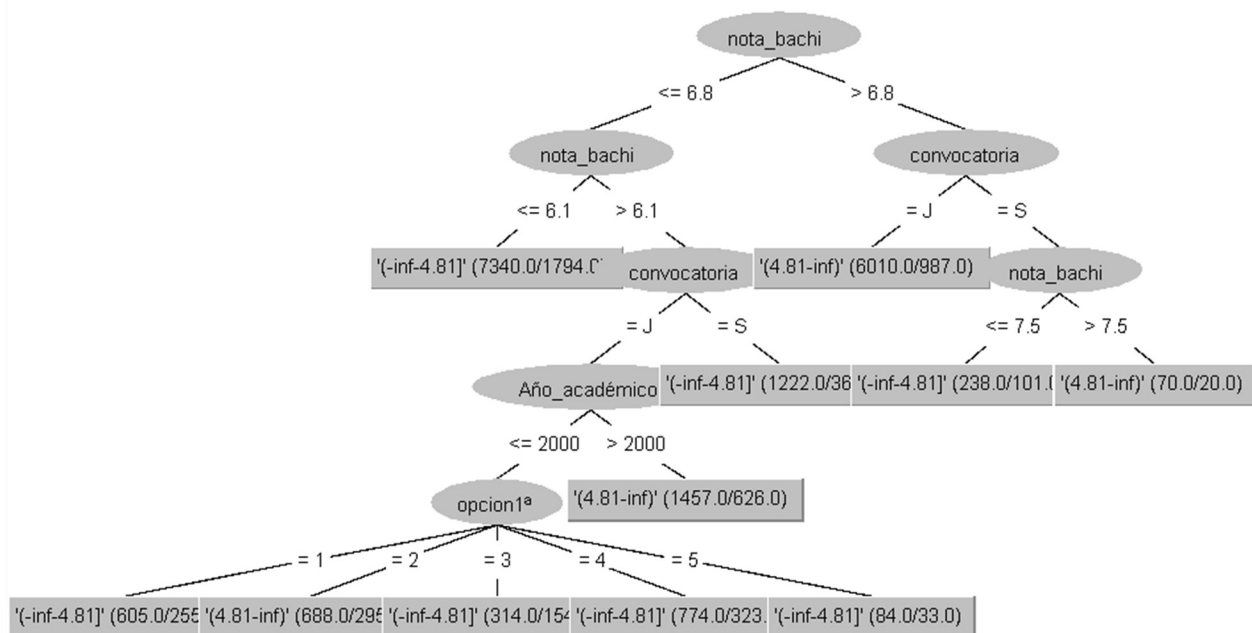 nota_bachi
<= 6.8 > 6.8
nota_bachi convocatoria
<= 6.1 > 6.1 = J = S
'(-inf-4.81]' (7340.0/1794.0 convocatoria '(4.81-inf)' (6010.0/987.0) nota_bachi
= J = S <= 7.5 > 7.5
Año_académico '(-inf-4.81]' (1222.0/36 '(-inf-4.81]' (238.0/101.0 '(4.81-inf)' (70.0/20.0)
<= 2000 > 2000
opcion1ª '(4.81-inf)' (1457.0/626.0)
= 1 = 2 = 3 = 4 = 5
'(-inf-4.81]' (605.0/255 '(4.81-inf)' (688.0/295 '(-inf-4.81]' (314.0/154 '(-inf-4.81]' (774.0/323. '(-inf-4.81]' (84.0/33.0)